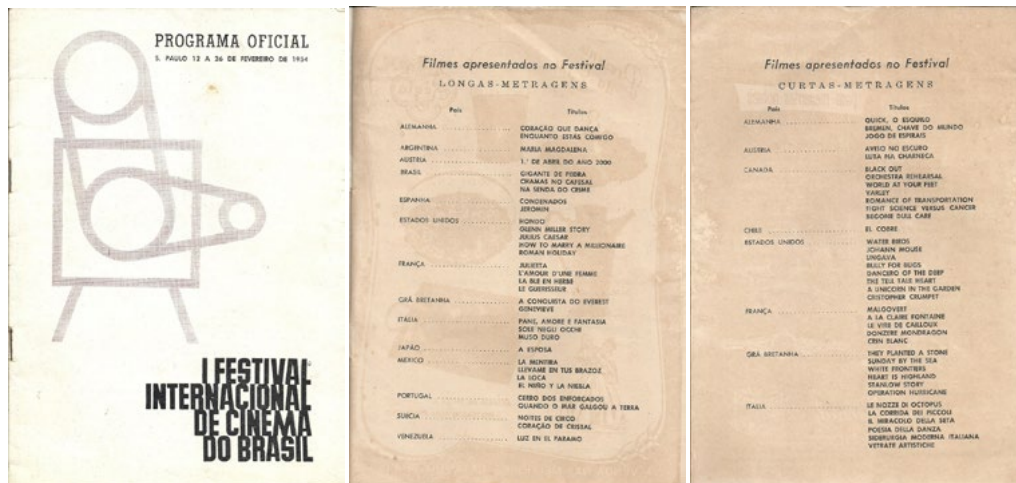 PROGRAMA OFICIAL
S. PAULO 12 A 26 DE FEVEREIRO DE 1954
I FESTIVAL
INTERNACIONAL
DE CINEMA
DO BRASIL
Filmes apresentados no Festival
LONGAS-METRAGENS
País Títulos
ALEMANHA CORAÇÃO QUE DANÇA
ENQUANTO ESTÁS COMIGO
ARGENTINA MARIA MAGDALENA
AUSTRIA 1.º DE ABRIL DO ANO 2000
BRASIL GIGANTE DE PEDRA
CHAMAS NO CAFEZAL
NA SENDA DO CRIME
ESPANHA CONDENADOS
JEROMIN
ESTADOS UNIDOS HONDO
GLENN MILLER STORY
JULIUS CAESAR
HOW TO MARRY A MILLIONAIRE
ROMAN HOLIDAY
FRANÇA JULIETTA
L'AMOUR D'UNE FEMME
LA BLE EN HERBE
LE GUERISSEUR
GRÃ BRETANHA A CONQUISTA DO EVEREST
GENEVIEVE
ITALIA PANE, AMORE E FANTASIA
SOLE NEGLI OCCHI
MUSO DURO
JAPÃO A ESPOSA
MEXICO LA MENTIRA
LLEVAME EN TUS BRAZOZ
LA LOCA
EL NIÑO Y LA NIEBLA
PORTUGAL CERRO DOS ENFORCADOS
QUANDO O MAR GALGOU A TERRA
SUECIA NOITES DE CIRCO
CORAÇÃO DE CRISTAL
VENEZUELA LUZ EN EL PARAMO
Filmes apresentados no Festival
CURTAS-METRAGENS
País Títulos
ALEMANHA QUICK, O ESQUILO
BREMEN, CHAVE DO MUNDO
JOGO DE ESPIRAIS
AUSTRIA AVISO NO ESCURO
LUTA NA CHARNECA
CANADÁ BLACK OUT
ORCHESTRA REHEARSAL
WORLD AT YOUR FEET
VARLEY
ROMANCE OF TRANSPORTATION
FIGHT SCIENCE VERSUS CANCER
BEGONE DULL CARE
CHILE EL COBRE
ESTADOS UNIDOS WATER BIRDS
JOHANN MOUSE
UNGAVA
BULLY FOR BUGS
DANCERO OF THE DEEP
THE TELL TALE HEART
A UNICORN IN THE GARDEN
CRISTOPHER CRUMPET
FRANÇA MALGOVERT
A LA CLAIRE FONTAINE
LE VIRE DE CAILLOUX
DONZERE MONDRAGON
CRIN BLANC
GRÃ BRETANHA THEY PLANTED A STONE
SUNDAY BY THE SEA
WHITE FRONTIERS
HEART IS HIGHLAND
STANLOW STORY
OPERATION HURRICANE
ITALIA LE NOZZE DI OCTOPUS
LA CORRIDA DEI PICCOLI
IL MIRACOLO DELLA SETA
POESIA DELLA DANZA
SIDERURGIA MODERNA ITALIANA
VETRATE ARTISTICHE